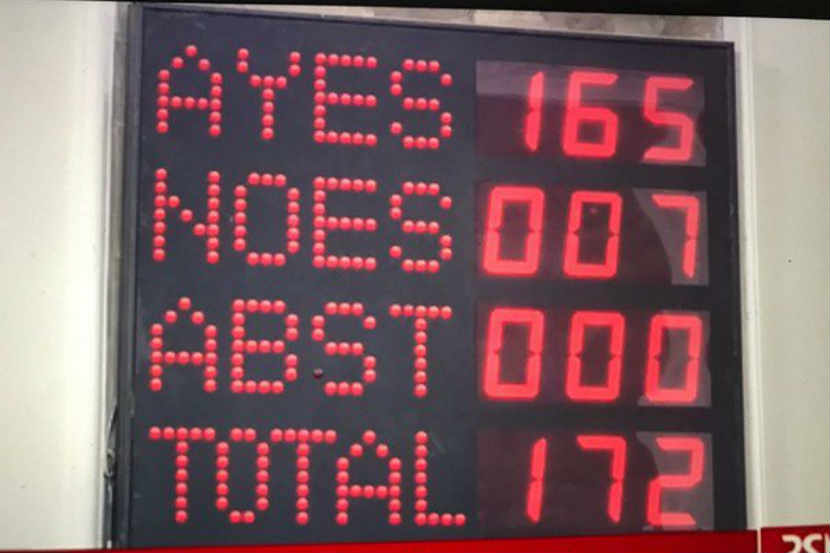 AYES 165
NOES 007
ABST 000
TOTAL 172